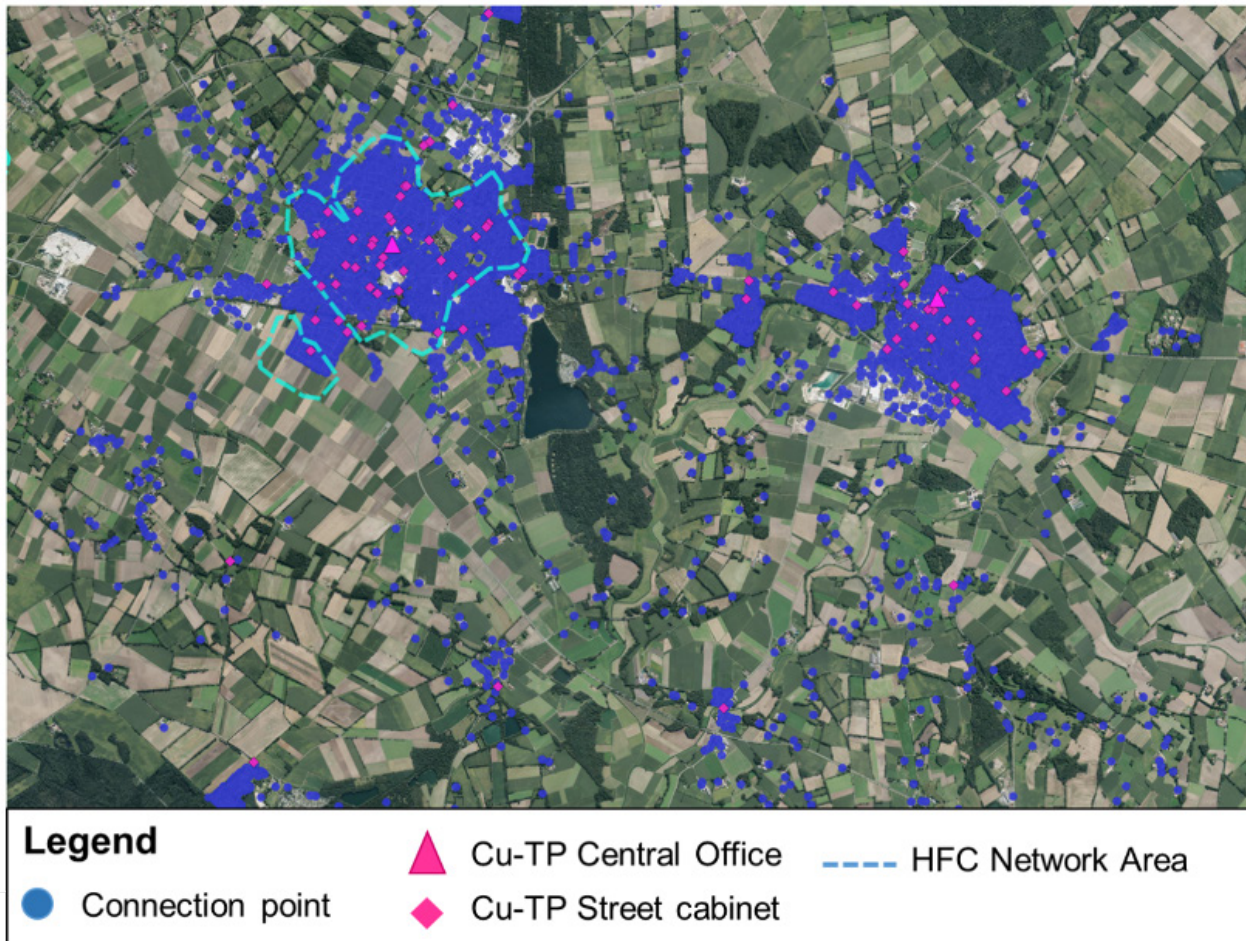 Legend
Cu-TP Central Office
HFC Network Area
Connection point
Cu-TP Street cabinet